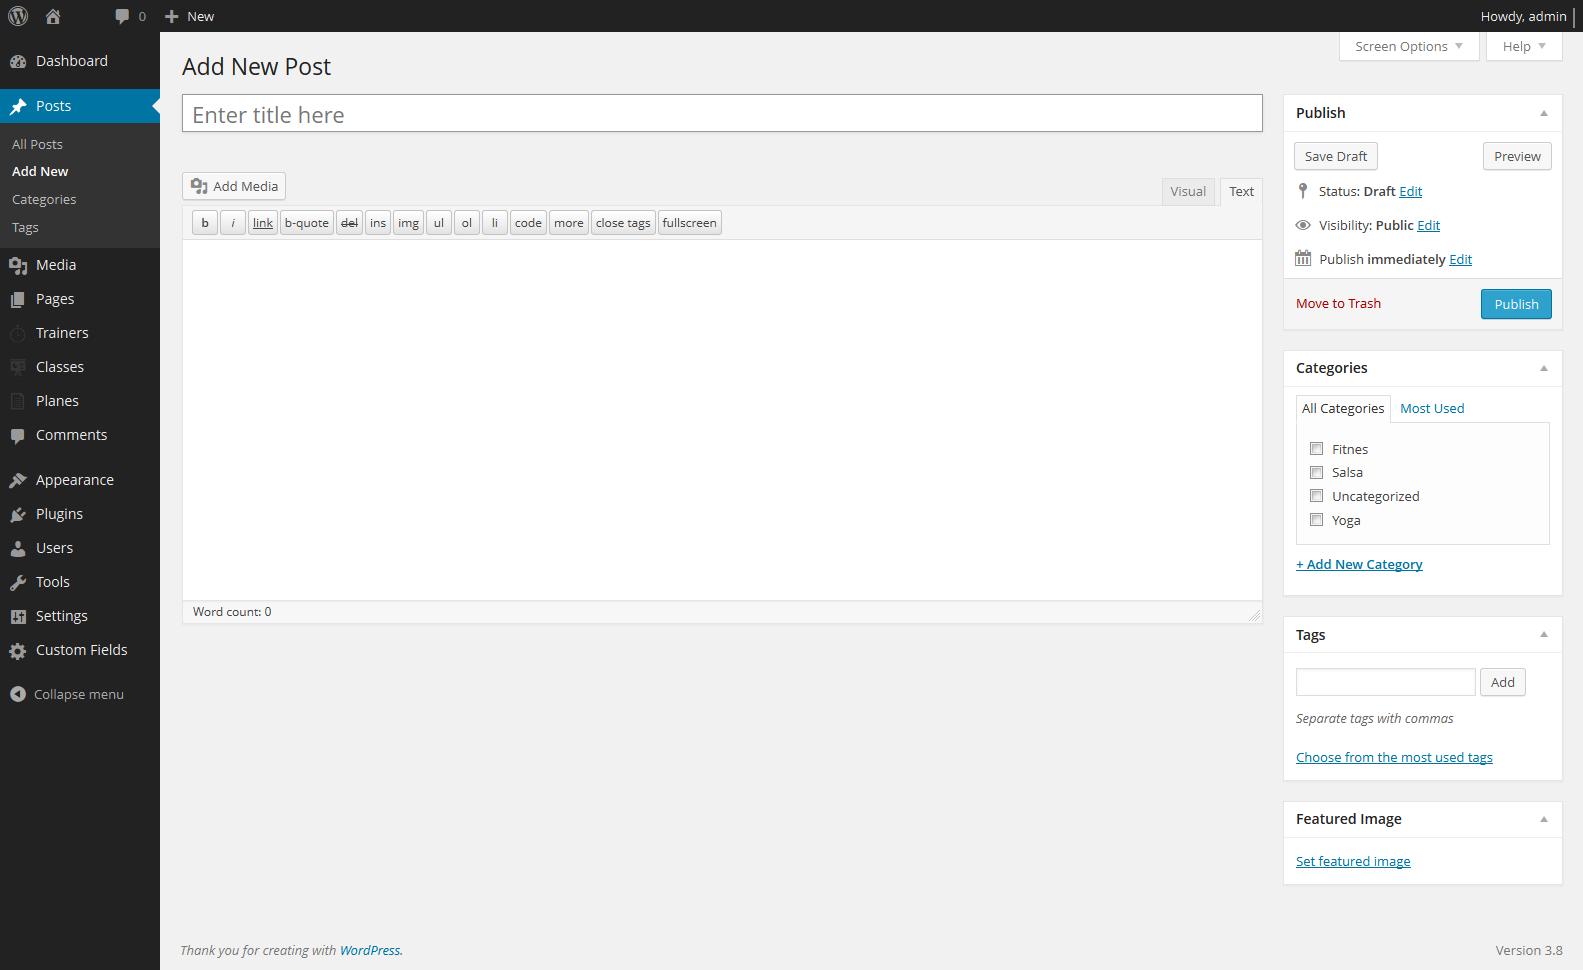 0 New Howdy, admin
Dashboard
Posts
All Posts
Add New
Categories
Tags
Media
Pages
Trainers
Classes
Planes
Comments
Appearance
Plugins
Users
Tools
Settings
Custom Fields
Collapse menu
Screen Options Help
Add New Post
Enter title here
Add Media
Visual Text
b i link b-quote del ins img ul ol li code more close tags fullscreen
Word count: 0
Publish
Save Draft Preview
Status: Draft Edit
Visibility: Public Edit
Publish immediately Edit
Move to Trash Publish
Categories
All Categories Most Used
Fitnes
Salsa
Uncategorized
Yoga
+ Add New Category
Tags
Add
Separate tags with commas
Choose from the most used tags
Featured Image
Set featured image
Thank you for creating with WordPress. Version 3.8